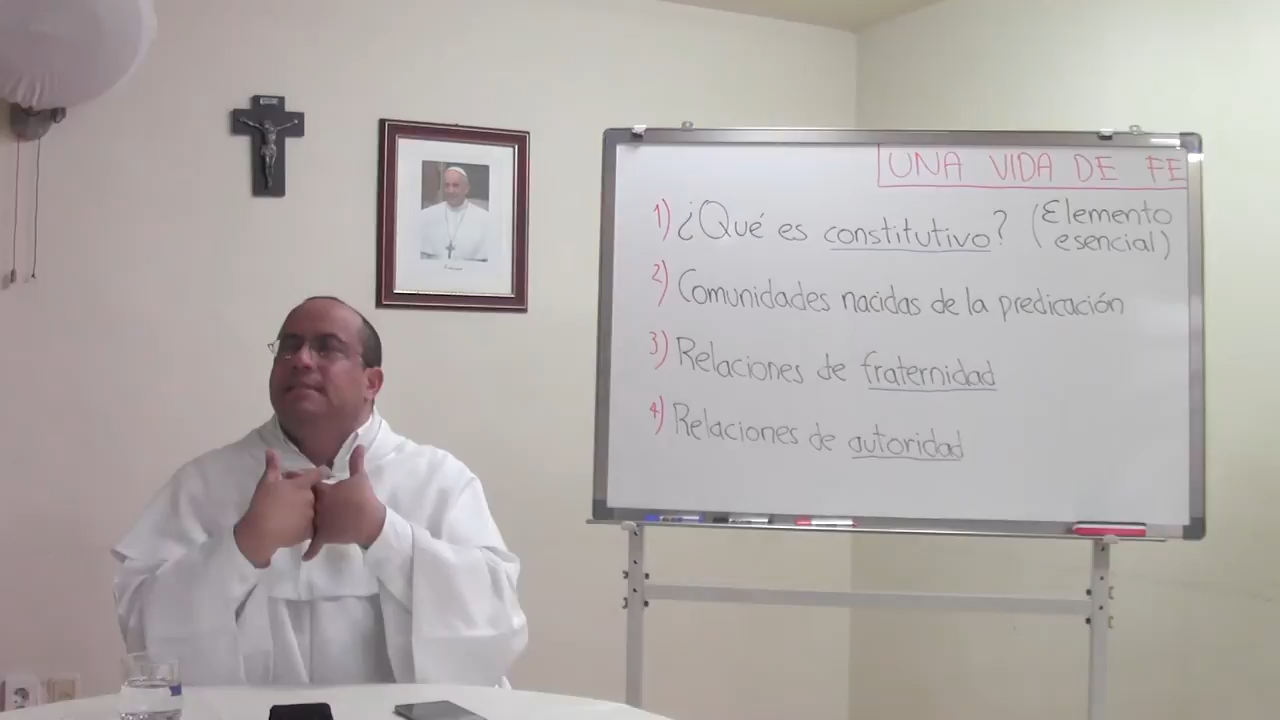 UNA VIDA DE FE
1) ¿Qué es constitutivo? (Elemento
esencial)
2) Comunidades nacidas de la predicación
3) Relaciones de fraternidad
4) Relaciones de autoridad